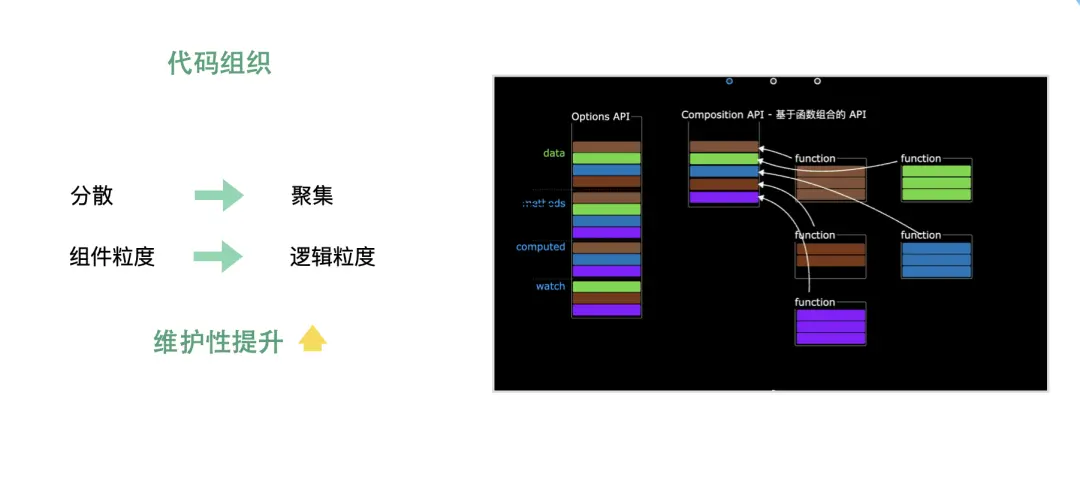 代码组织
分散
聚集
组件粒度
逻辑粒度
维护性提升
Options API
data
methods
computed
watch
Composition API - 基于函数组合的 API
function
function
function
function
function